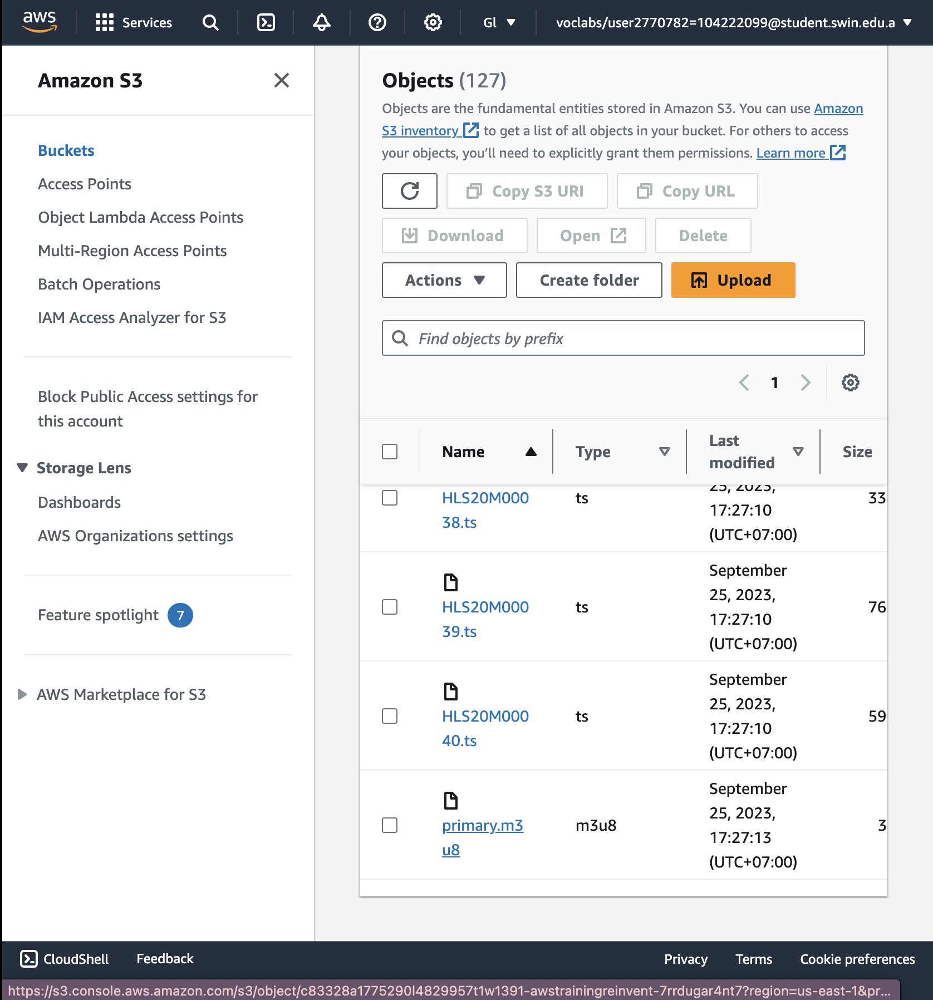 aws
Services
Gl
voclabs/user2770782=104222099@student.swin.edu.a
Amazon S3
Buckets
Access Points
Object Lambda Access Points
Multi-Region Access Points
Batch Operations
IAM Access Analyzer for S3
Block Public Access settings for
this account
Storage Lens
Dashboards
AWS Organizations settings
Feature spotlight 7
AWS Marketplace for S3
Objects (127)
Objects are the fundamental entities stored in Amazon S3. You can use Amazon
S3 inventory to get a list of all objects in your bucket. For others to access
your objects, you’ll need to explicitly grant them permissions. Learn more
Copy S3 URI
Copy URL
Download
Open
Delete
Actions
Create folder
Upload
Find objects by prefix
1
Name
Type
Last
modified
Size
HLS20M000
38.ts
ts
25, 2023,
17:27:10
(UTC+07:00)
33
HLS20M000
39.ts
ts
September
25, 2023,
17:27:10
(UTC+07:00)
76
HLS20M000
40.ts
ts
September
25, 2023,
17:27:10
(UTC+07:00)
59
primary.m3
u8
m3u8
September
25, 2023,
17:27:13
(UTC+07:00)
3
CloudShell
Feedback
Privacy
Terms
Cookie preferences
https://s3.console.aws.amazon.com/s3/object/c83328a1775290l4829957t1w1391-awstrainingreinvent-7rrdugar4nt7?region=us-east-1&pr...